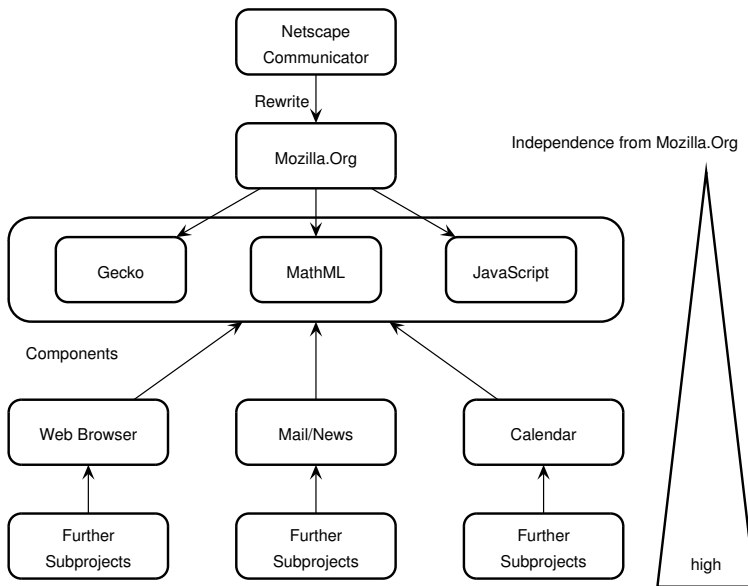 Netscape
Communicator
Rewrite
Mozilla.Org
Independence from Mozilla.Org
Gecko
MathML
JavaScript
Components
Web Browser
Mail/News
Calendar
Further
Subprojects
Further
Subprojects
Further
Subprojects
high